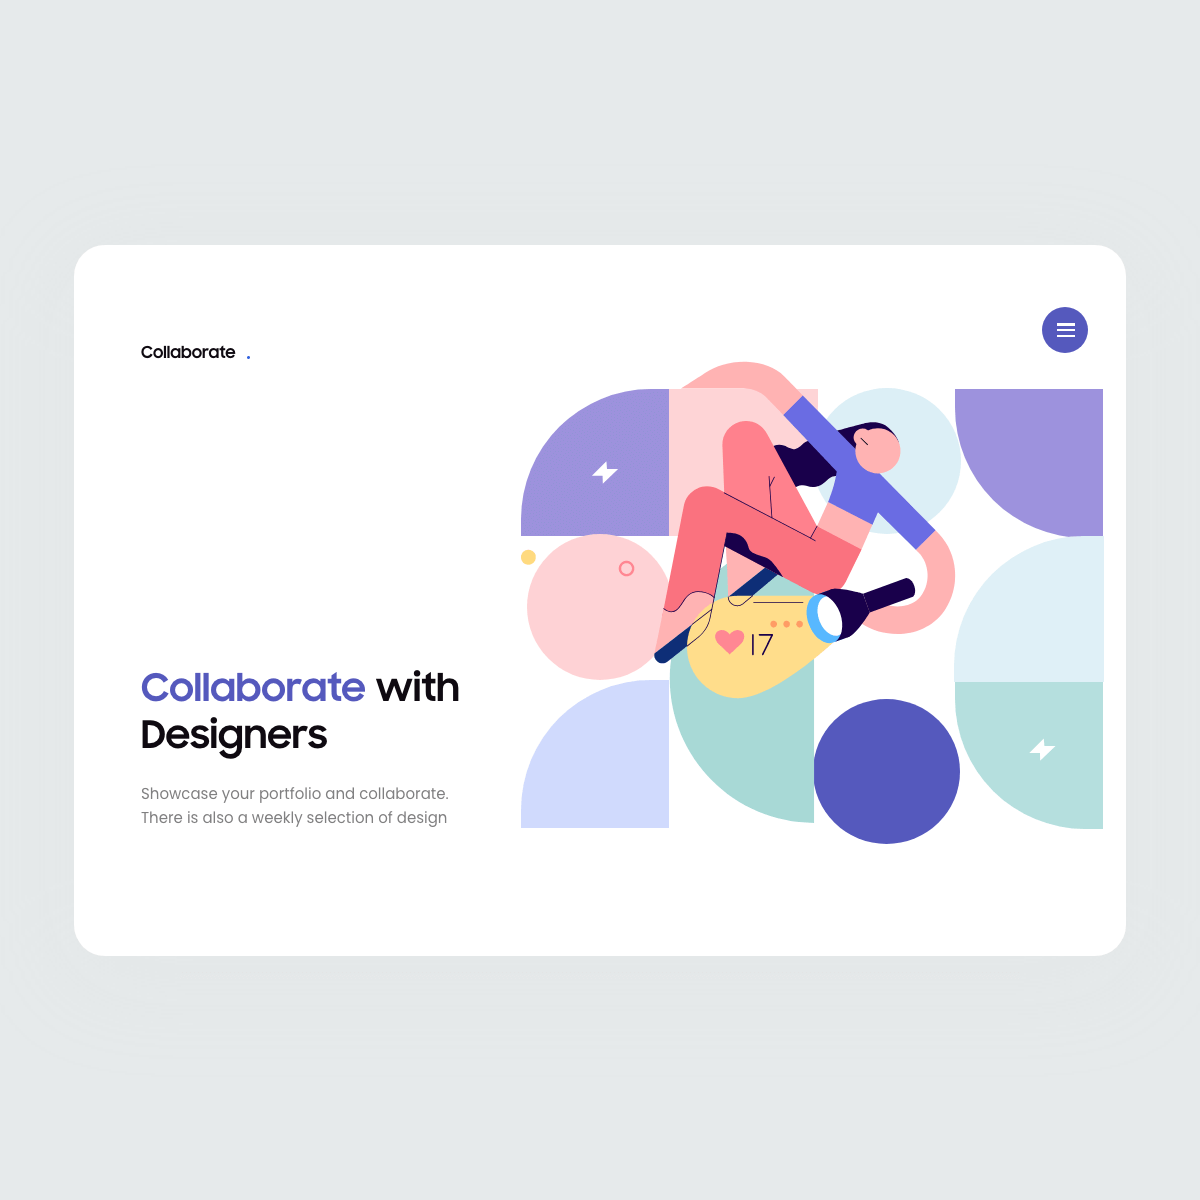 Collaborate .
Collaborate with
Designers
Showcase your portfolio and collaborate.
There is also a weekly selection of design
17